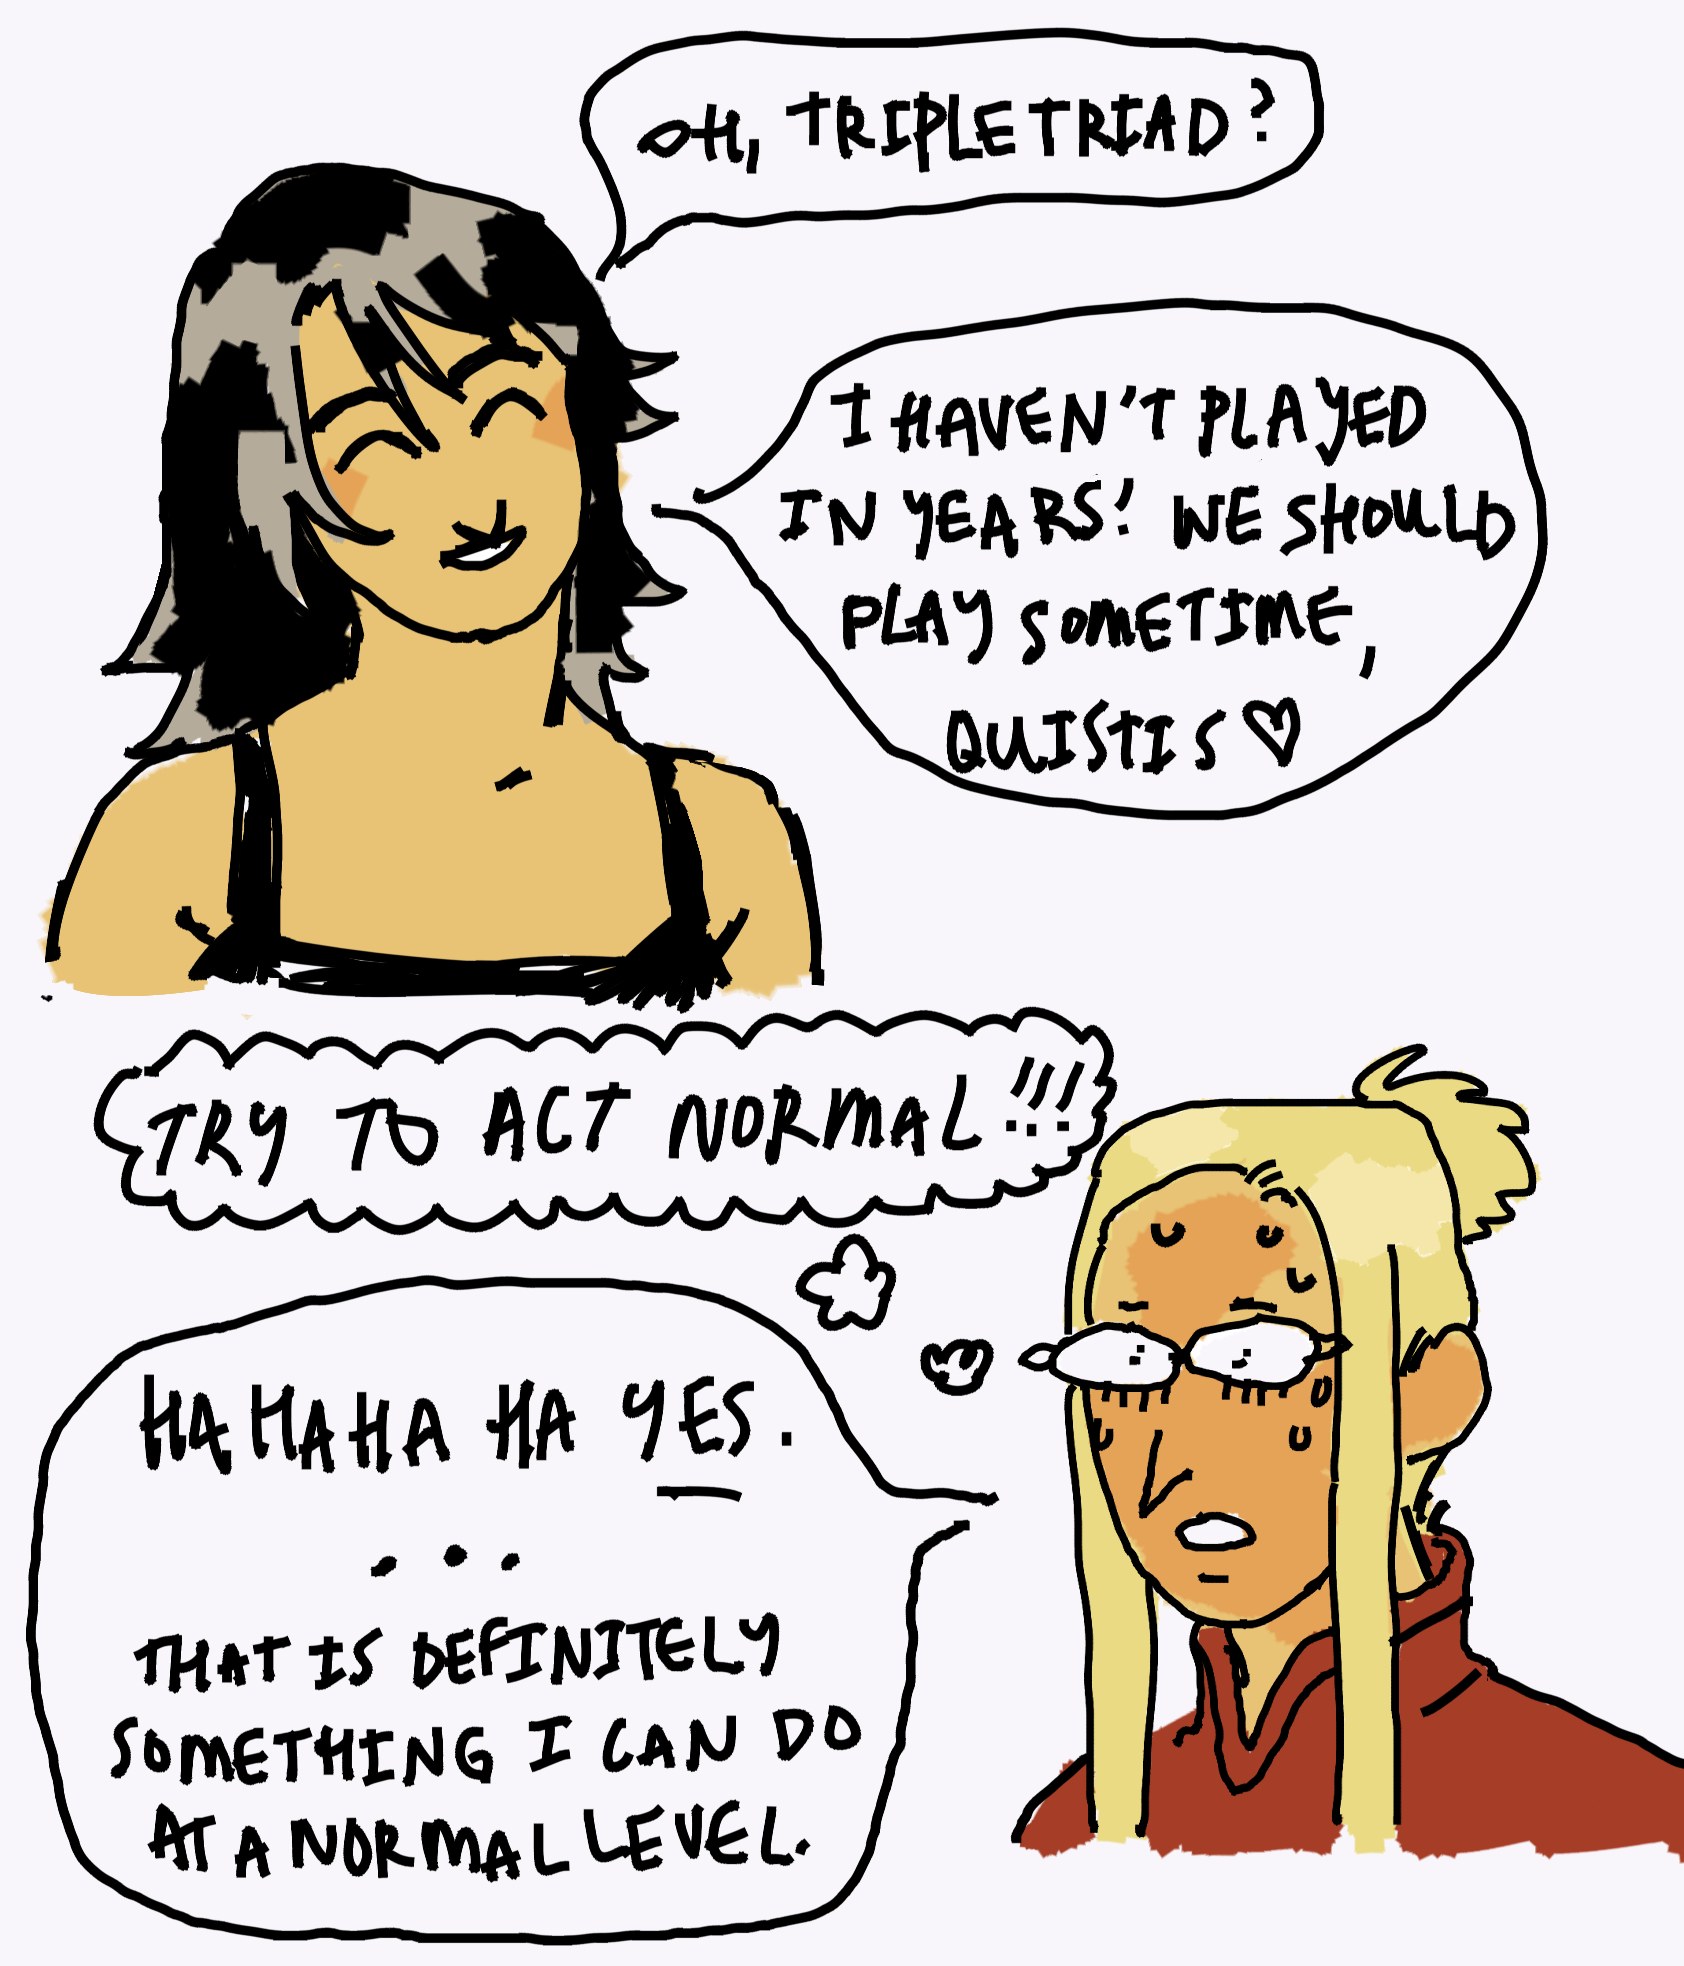 OH, TRIPLE TRIAD?
I HAVEN'T PLAYED
IN YEARS! WE SHOULD
PLAY SOMETIME,
QUISTIS ♡
TRY TO ACT NORMAL!!!
HA HAHA HA YES.
...
THAT IS DEFINITELY
SOMETHING I CAN DO
AT A NORMAL LEVEL.